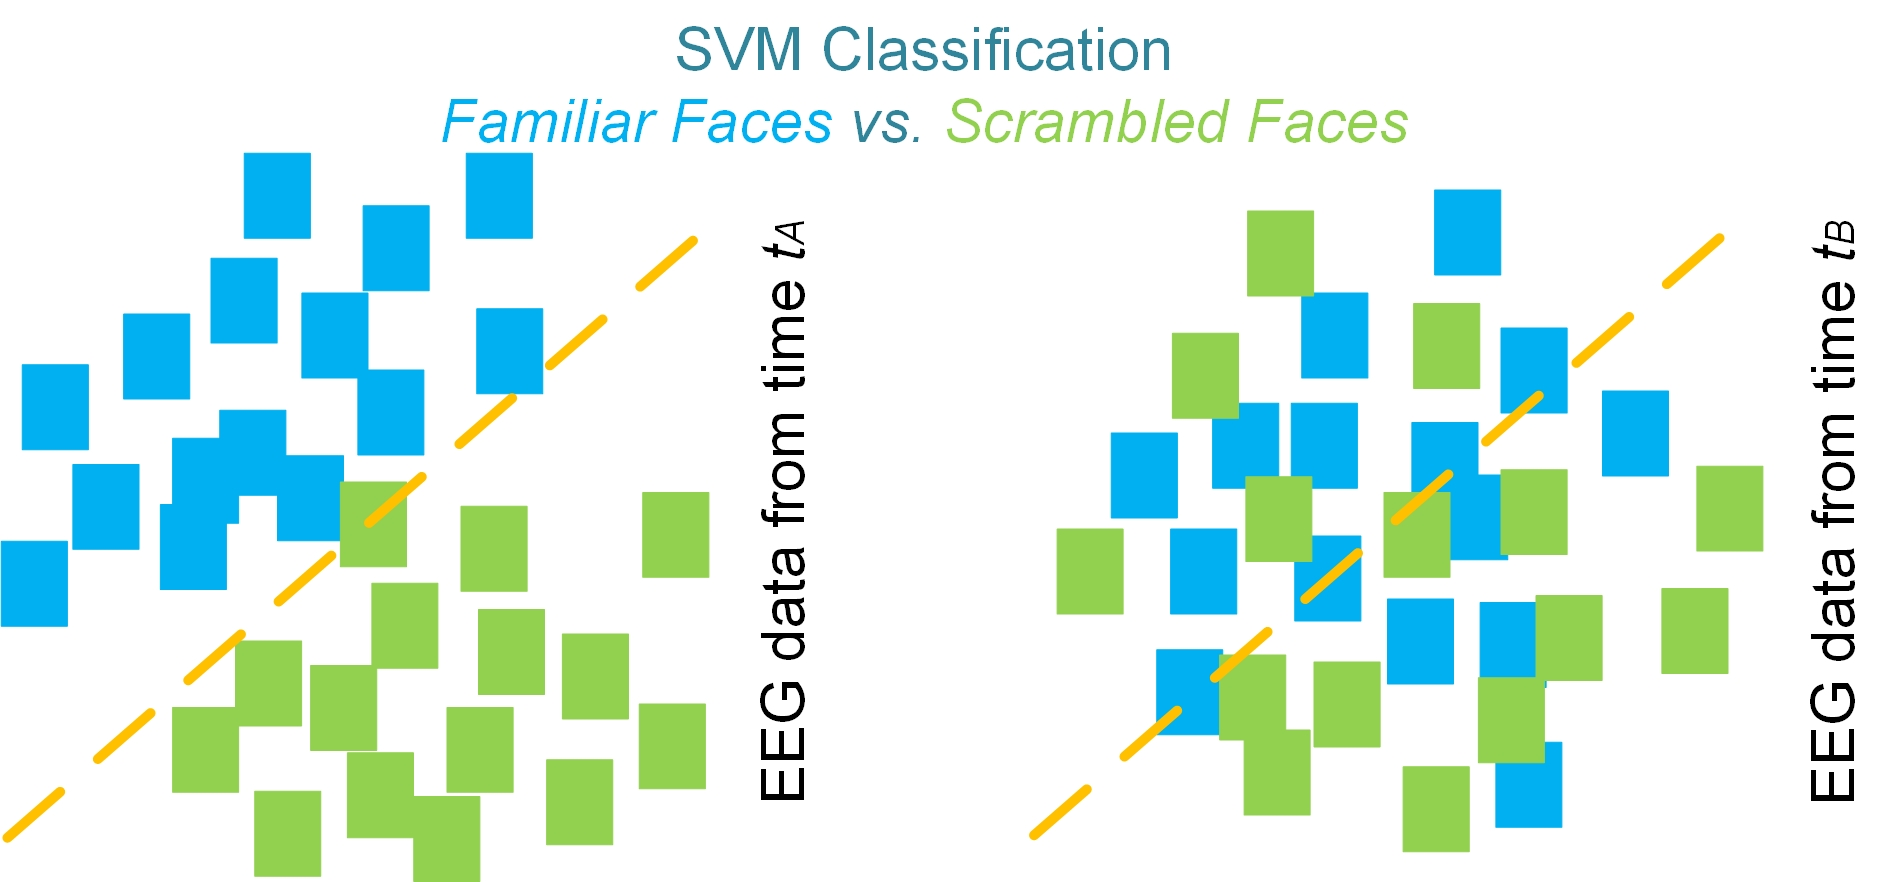 SVM Classification
Familiar Faces vs. Scrambled Faces
EEG data from time tA
EEG data from time tB